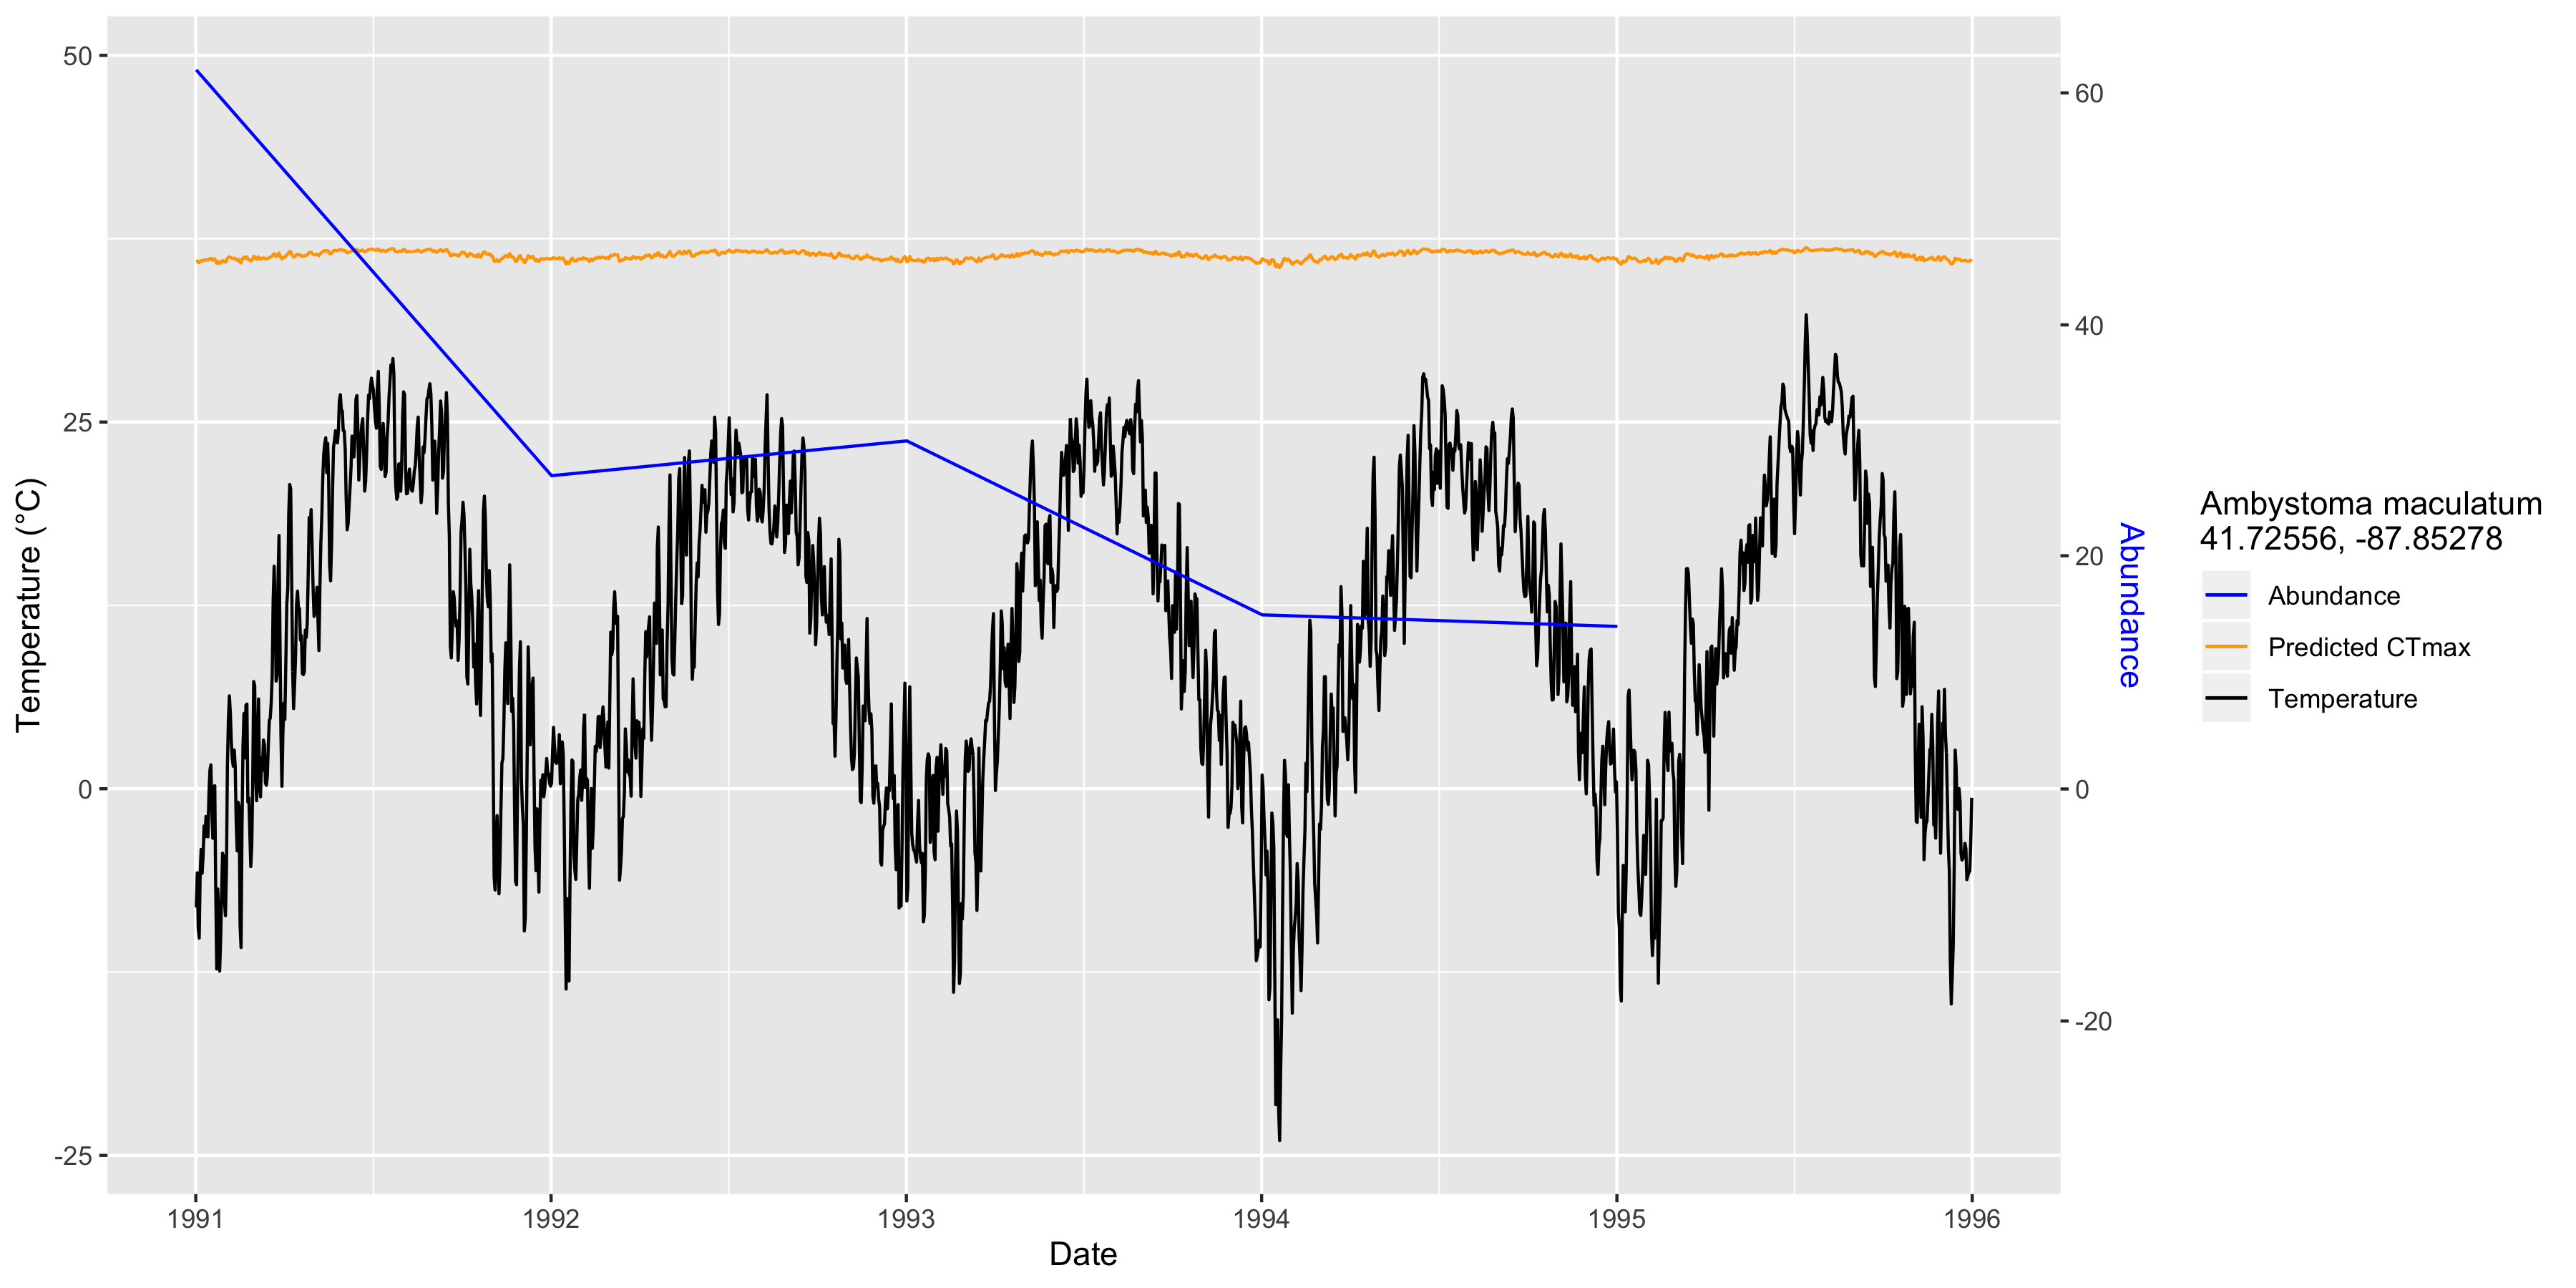 50
25
0
-25
Temperature (°C)
1991
1992
1993
1994
1995
1996
Date
60
40
20
0
-20
Abundance
Ambystoma maculatum
41.72556, -87.85278
Abundance
Predicted CTmax
Temperature